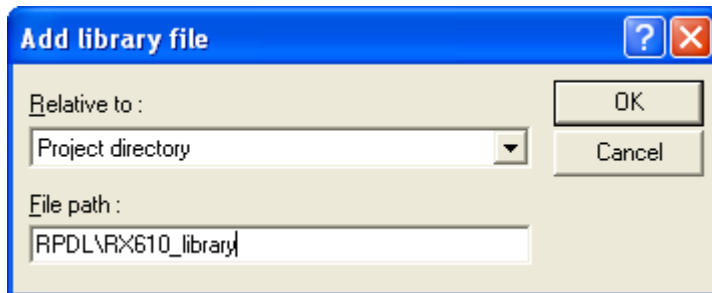 Add library file
Relative to :
OK
Project directory
Cancel
File path :
RPDL\RX610_library